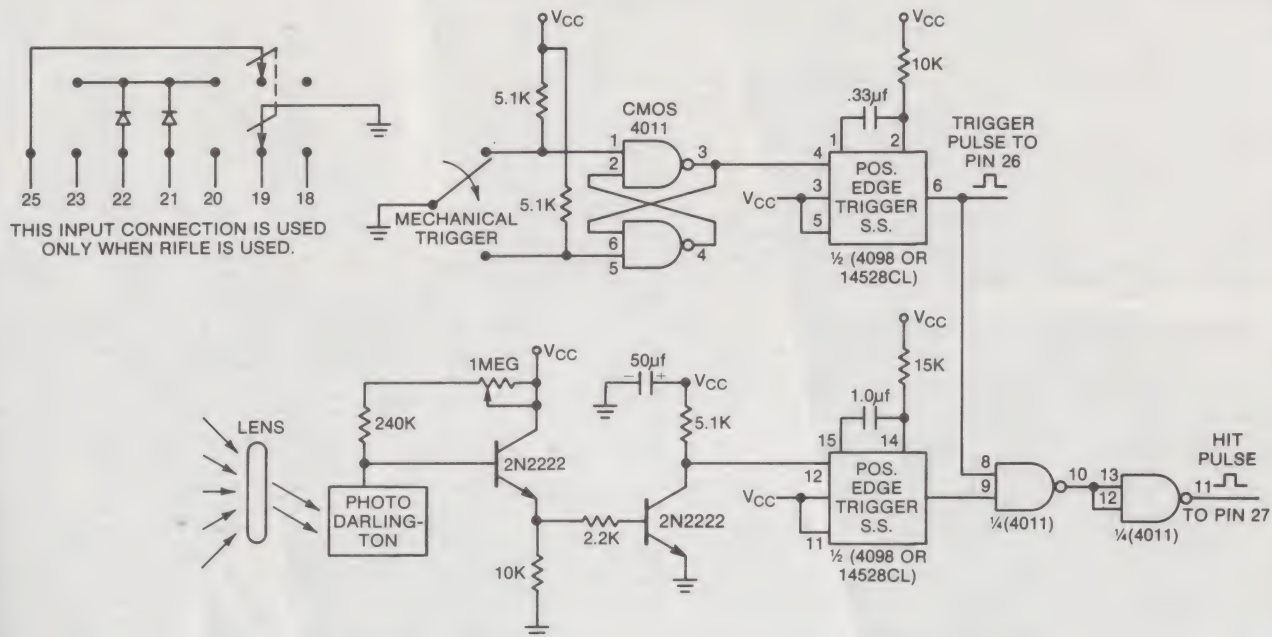 25 23 22 21 20 19 18
THIS INPUT CONNECTION IS USED
ONLY WHEN RIFLE IS USED.
VCC
5.1K
5.1K
MECHANICAL
TRIGGER
CMOS
4011
1
2
3
6
5
4
VCC
10K
.33µf
1
2
4
3
5
6
VCC
POS.
EDGE
TRIGGER
S.S.
½ (4098 OR
14528CL)
TRIGGER
PULSE TO
PIN 26
LENS
240K
1MEG
VCC
PHOTO
DARLING-
TON
2N2222
10K
2.2K
50µf
− +
VCC
5.1K
2N2222
VCC
15K
1.0µf
15
14
12
VCC
11
POS.
EDGE
TRIGGER
S.S.
½ (4098 OR
14528CL)
8
9
10
¼(4011)
13
12
11
¼(4011)
HIT
PULSE
TO PIN 27